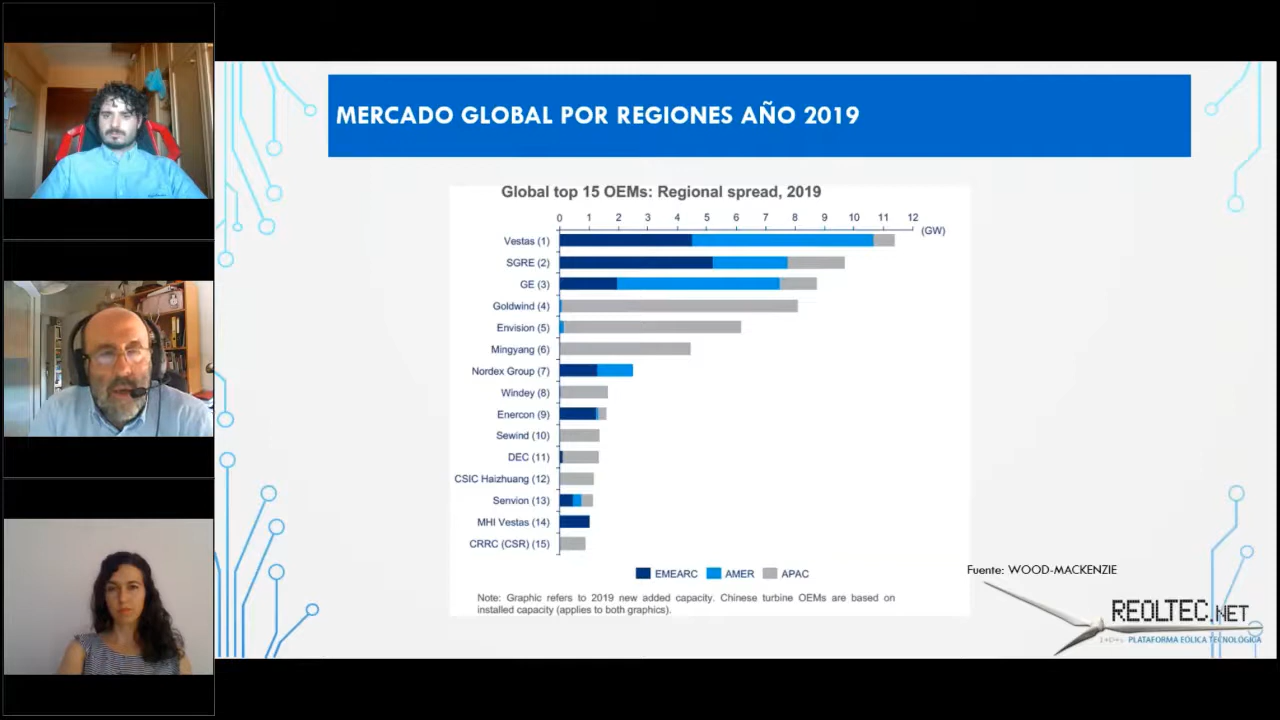 MERCADO GLOBAL POR REGIONES AÑO 2019
Global top 15 OEMs: Regional spread, 2019
0 1 2 3 4 5 6 7 8 9 10 11 12
(GW)
Vestas (1)
SGRE (2)
GE (3)
Goldwind (4)
Envision (5)
Mingyang (6)
Nordex Group (7)
Windey (8)
Enercon (9)
Sewind (10)
DEC (11)
CSIC Haizhuang (12)
Senvion (13)
MHI Vestas (14)
CRRC (CSR) (15)
EMEARC AMER APAC
Note: Graphic refers to 2019 new added capacity. Chinese turbine OEMs are based on
installed capacity (applies to both graphics).
Fuente: WOOD-MACKENZIE
REOLTEC.NET
PLATAFORMA EÓLICA TECNOLÓGICA